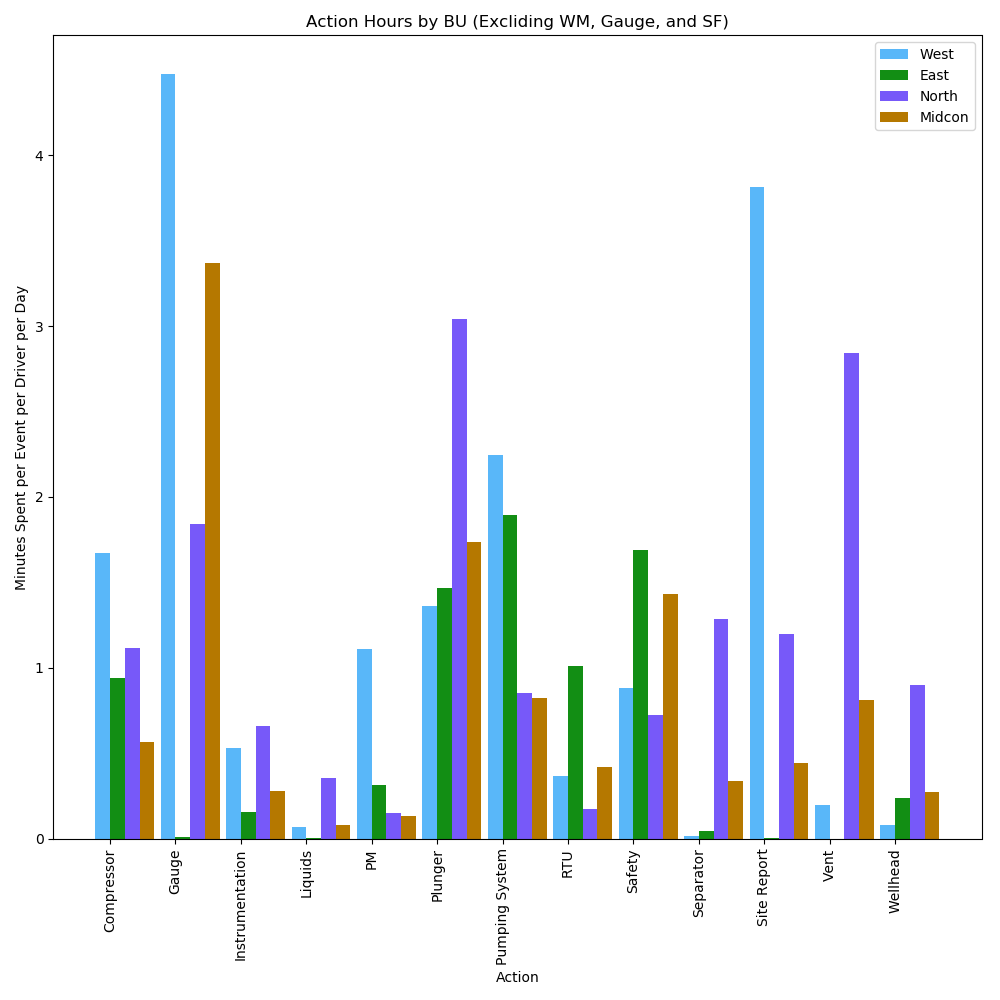 Action Hours by BU (Excliding WM, Gauge, and SF)
West
East
North
Midcon
Minutes Spent per Event per Driver per Day
4
3
2
1
0
Compressor
Gauge
Instrumentation
Liquids
PM
Plunger
Pumping System
RTU
Safety
Separator
Site Report
Vent
Wellhead
Action